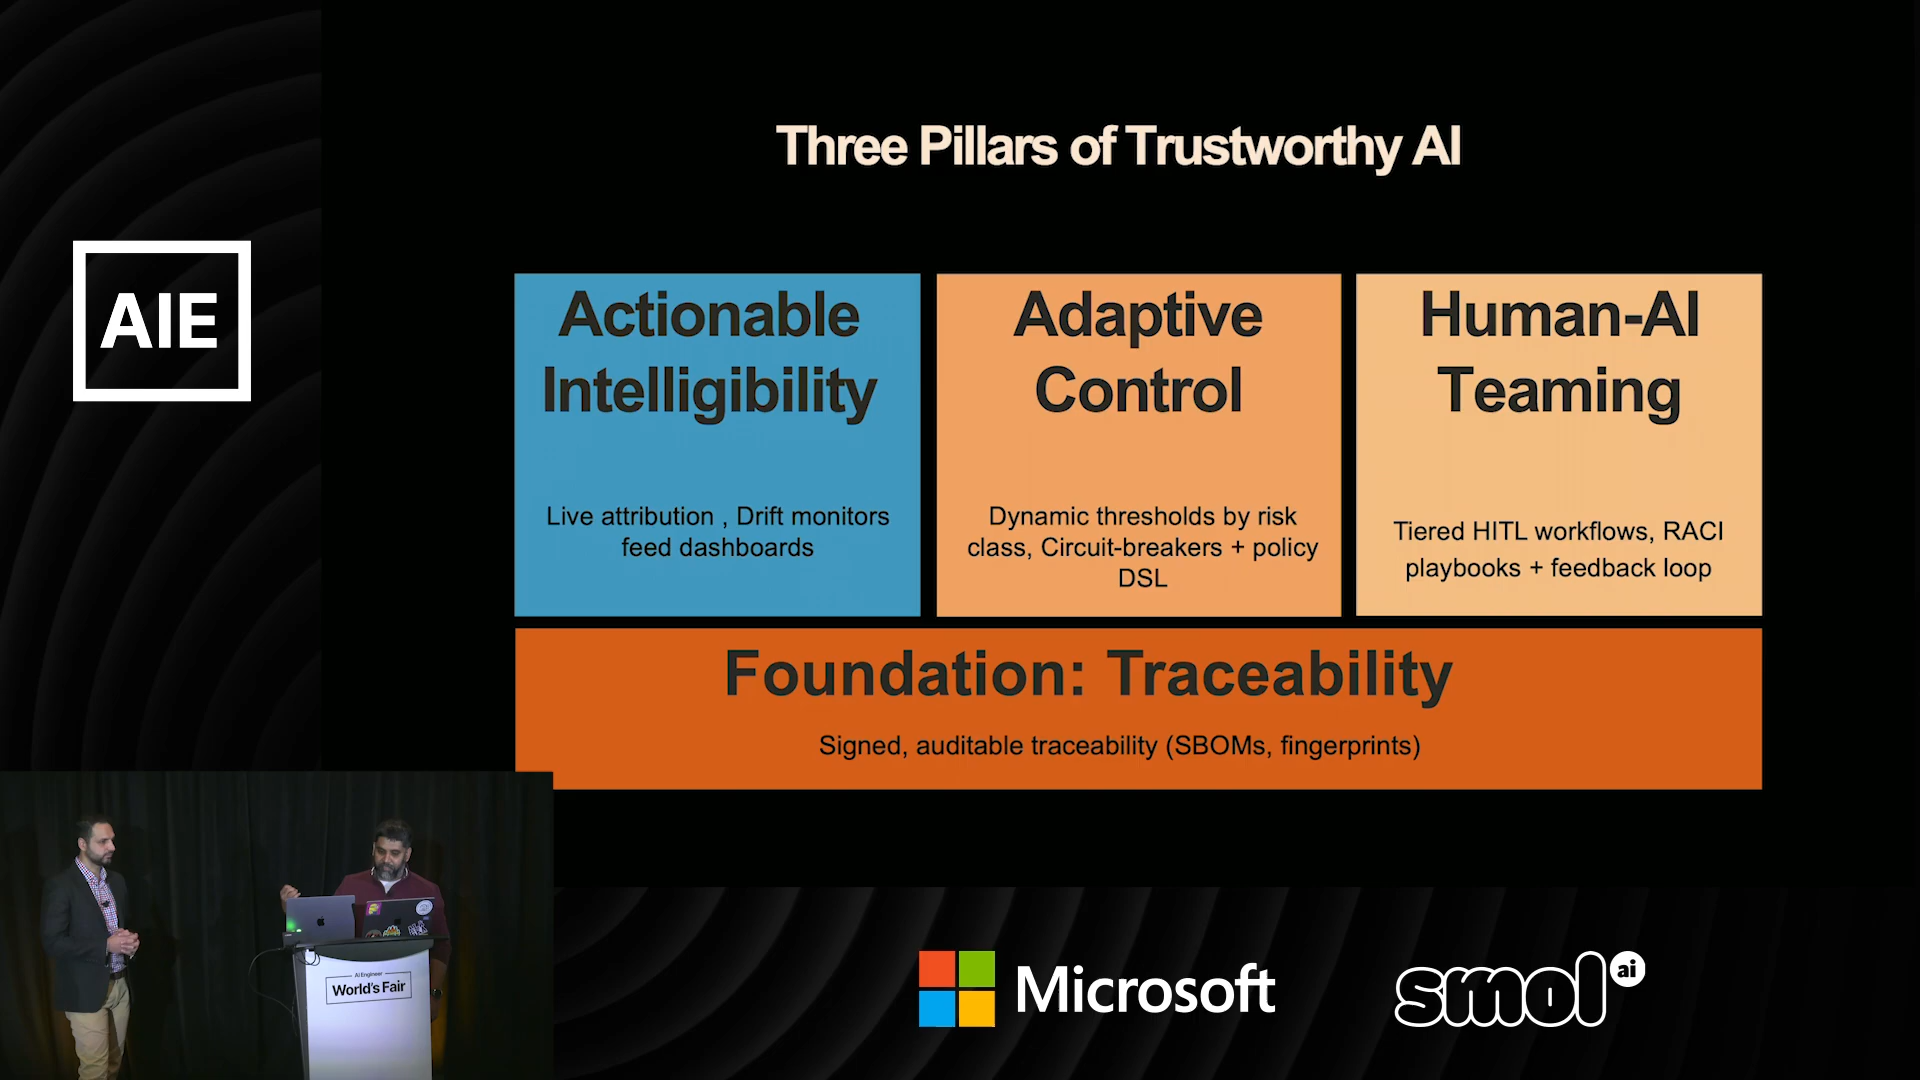 Three Pillars of Trustworthy AI
AIE
Actionable
Intelligibility
Live attribution , Drift monitors
feed dashboards
Adaptive
Control
Dynamic thresholds by risk
class, Circuit-breakers + policy
DSL
Human-AI
Teaming
Tiered HITL workflows, RACI
playbooks + feedback loop
Foundation: Traceability
Signed, auditable traceability (SBOMs, fingerprints)
AI Engineer
World's Fair
Microsoft
smol ai